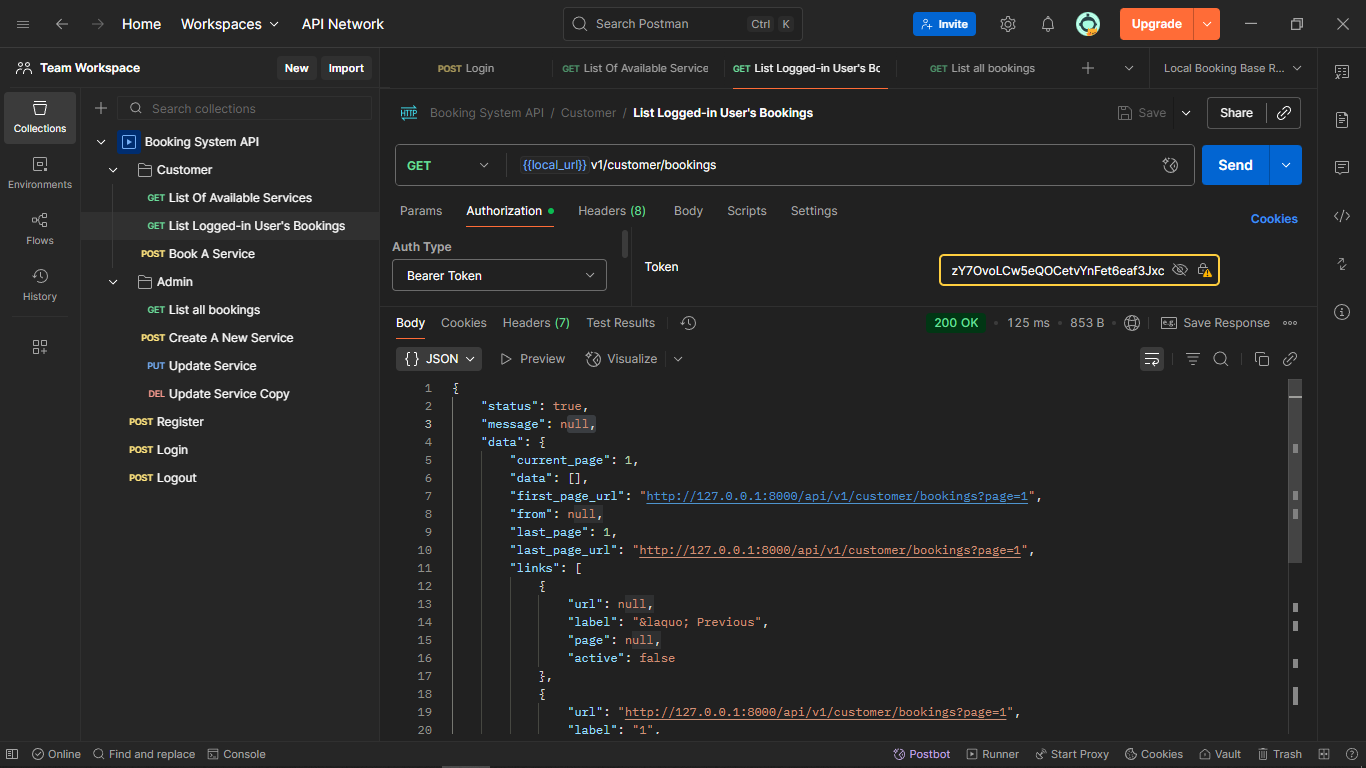 Home Workspaces API Network Search Postman Ctrl K Invite Upgrade
Team Workspace New Import POST Login GET List Of Available Service GET List Logged-in User's Bc GET List all bookings Local Booking Base R...
Collections
Environments
Flows
History
Search collections
Booking System API
Customer
GET List Of Available Services
GET List Logged-in User's Bookings
POST Book A Service
Admin
GET List all bookings
POST Create A New Service
PUT Update Service
DEL Update Service Copy
POST Register
POST Login
POST Logout
HTTP Booking System API / Customer / List Logged-in User's Bookings Save Share
GET {{local_url}} v1/customer/bookings Send
Params Authorization Headers (8) Body Scripts Settings Cookies
Auth Type
Bearer Token
Token zY7OvoLCw5eQOCetvYnFet6eaf3Jxc
Body Cookies Headers (7) Test Results 200 OK • 125 ms • 853 B • e.g. Save Response
{} JSON Preview Visualize
1 {
2 "status": true,
3 "message": null,
4 "data": {
5 "current_page": 1,
6 "data": [],
7 "first_page_url": "http://127.0.0.1:8000/api/v1/customer/bookings?page=1",
8 "from": null,
9 "last_page": 1,
10 "last_page_url": "http://127.0.0.1:8000/api/v1/customer/bookings?page=1",
11 "links": [
12 {
13 "url": null,
14 "label": "&laquo; Previous",
15 "page": null,
16 "active": false
17 },
18 {
19 "url": "http://127.0.0.1:8000/api/v1/customer/bookings?page=1",
20 "label": "1",
Online Find and replace Console Postbot Runner Start Proxy Cookies Vault Trash